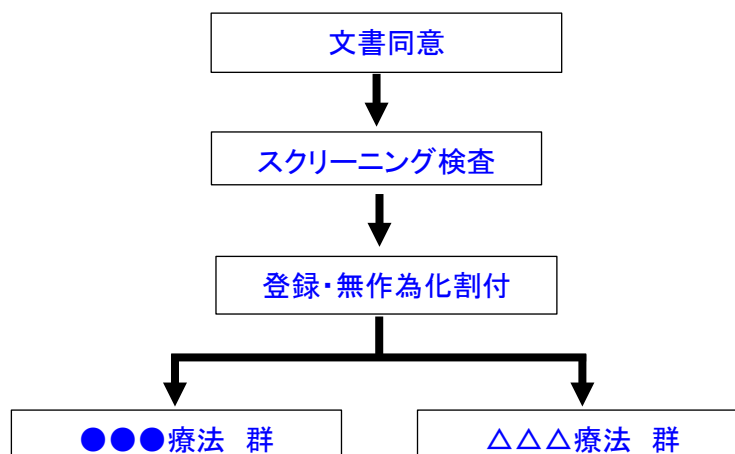 文書同意
スクリーニング検査
登録・無作為化割付
●●●療法 群
△△△療法 群